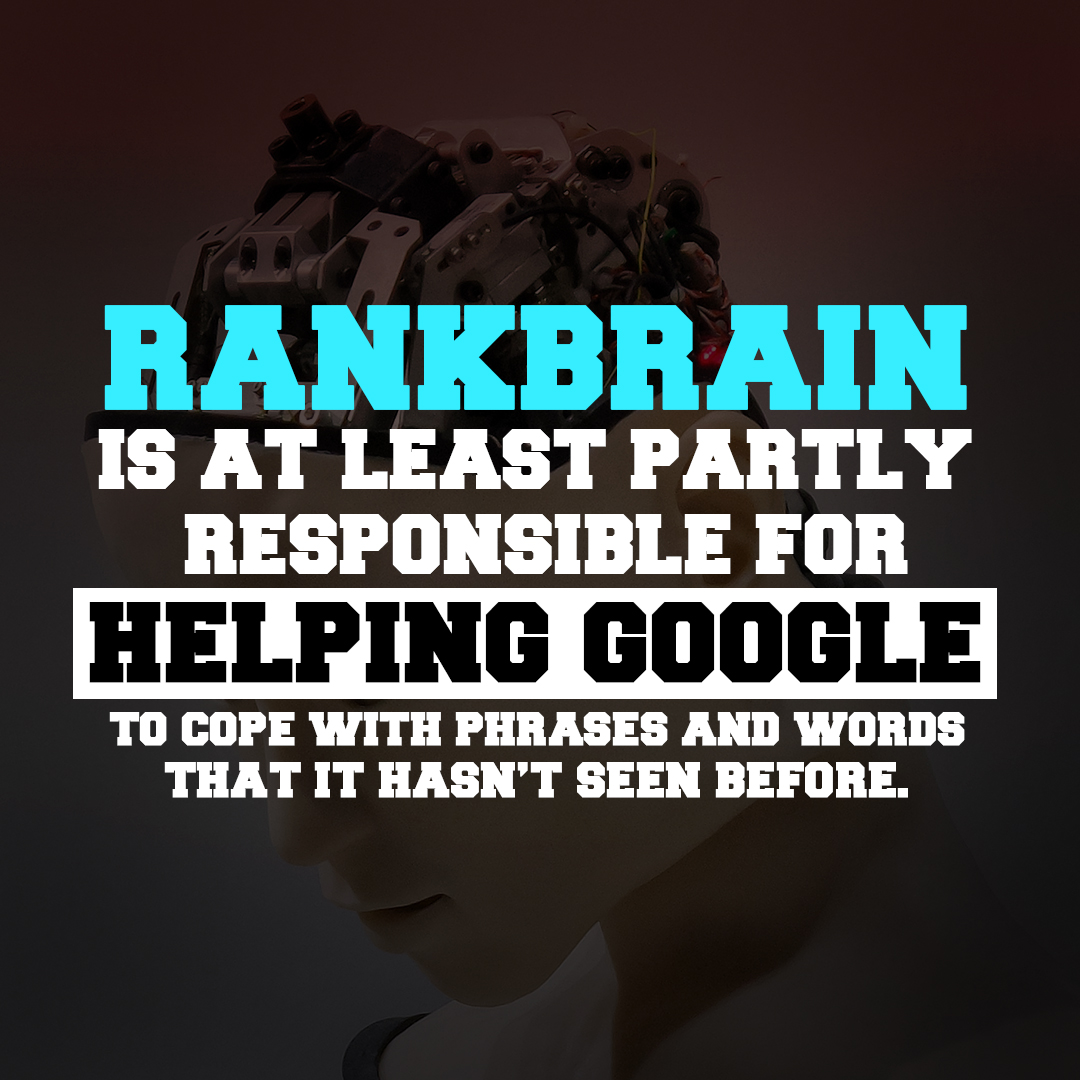 RANKBRAIN
IS AT LEAST PARTLY
RESPONSIBLE FOR
HELPING GOOGLE
TO COPE WITH PHRASES AND WORDS
THAT IT HASN'T SEEN BEFORE.